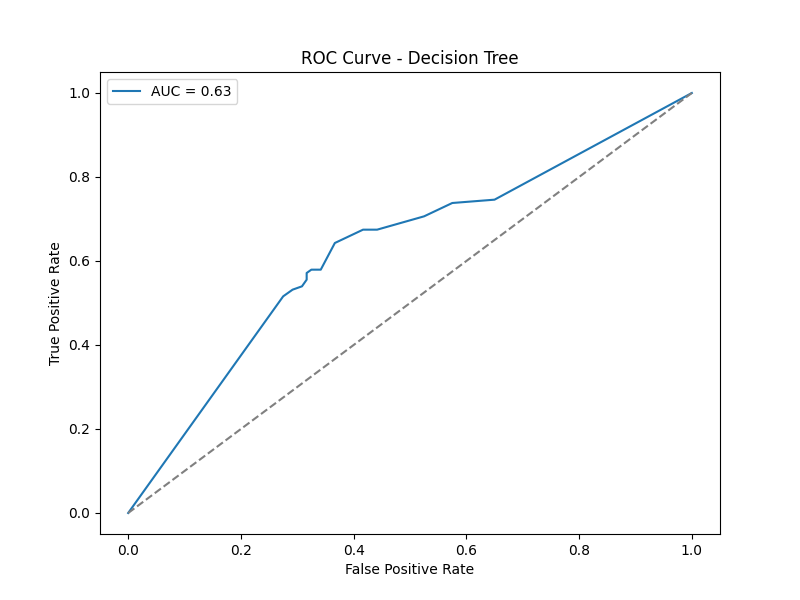 ROC Curve - Decision Tree
AUC = 0.63
1.0
0.8
0.6
0.4
0.2
0.0
True Positive Rate
0.0 0.2 0.4 0.6 0.8 1.0
False Positive Rate